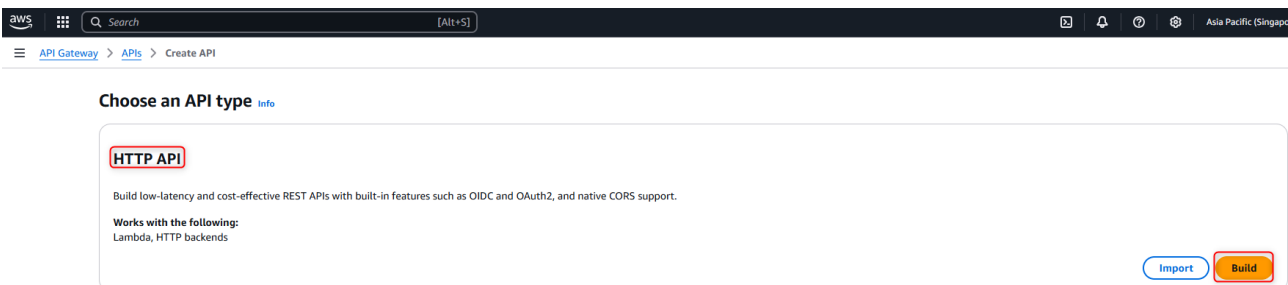 aws Search [Alt+S] Asia Pacific (Singapo
API Gateway > APIs > Create API
Choose an API type Info
HTTP API
Build low-latency and cost-effective REST APIs with built-in features such as OIDC and OAuth2, and native CORS support.
Works with the following:
Lambda, HTTP backends
Import Build